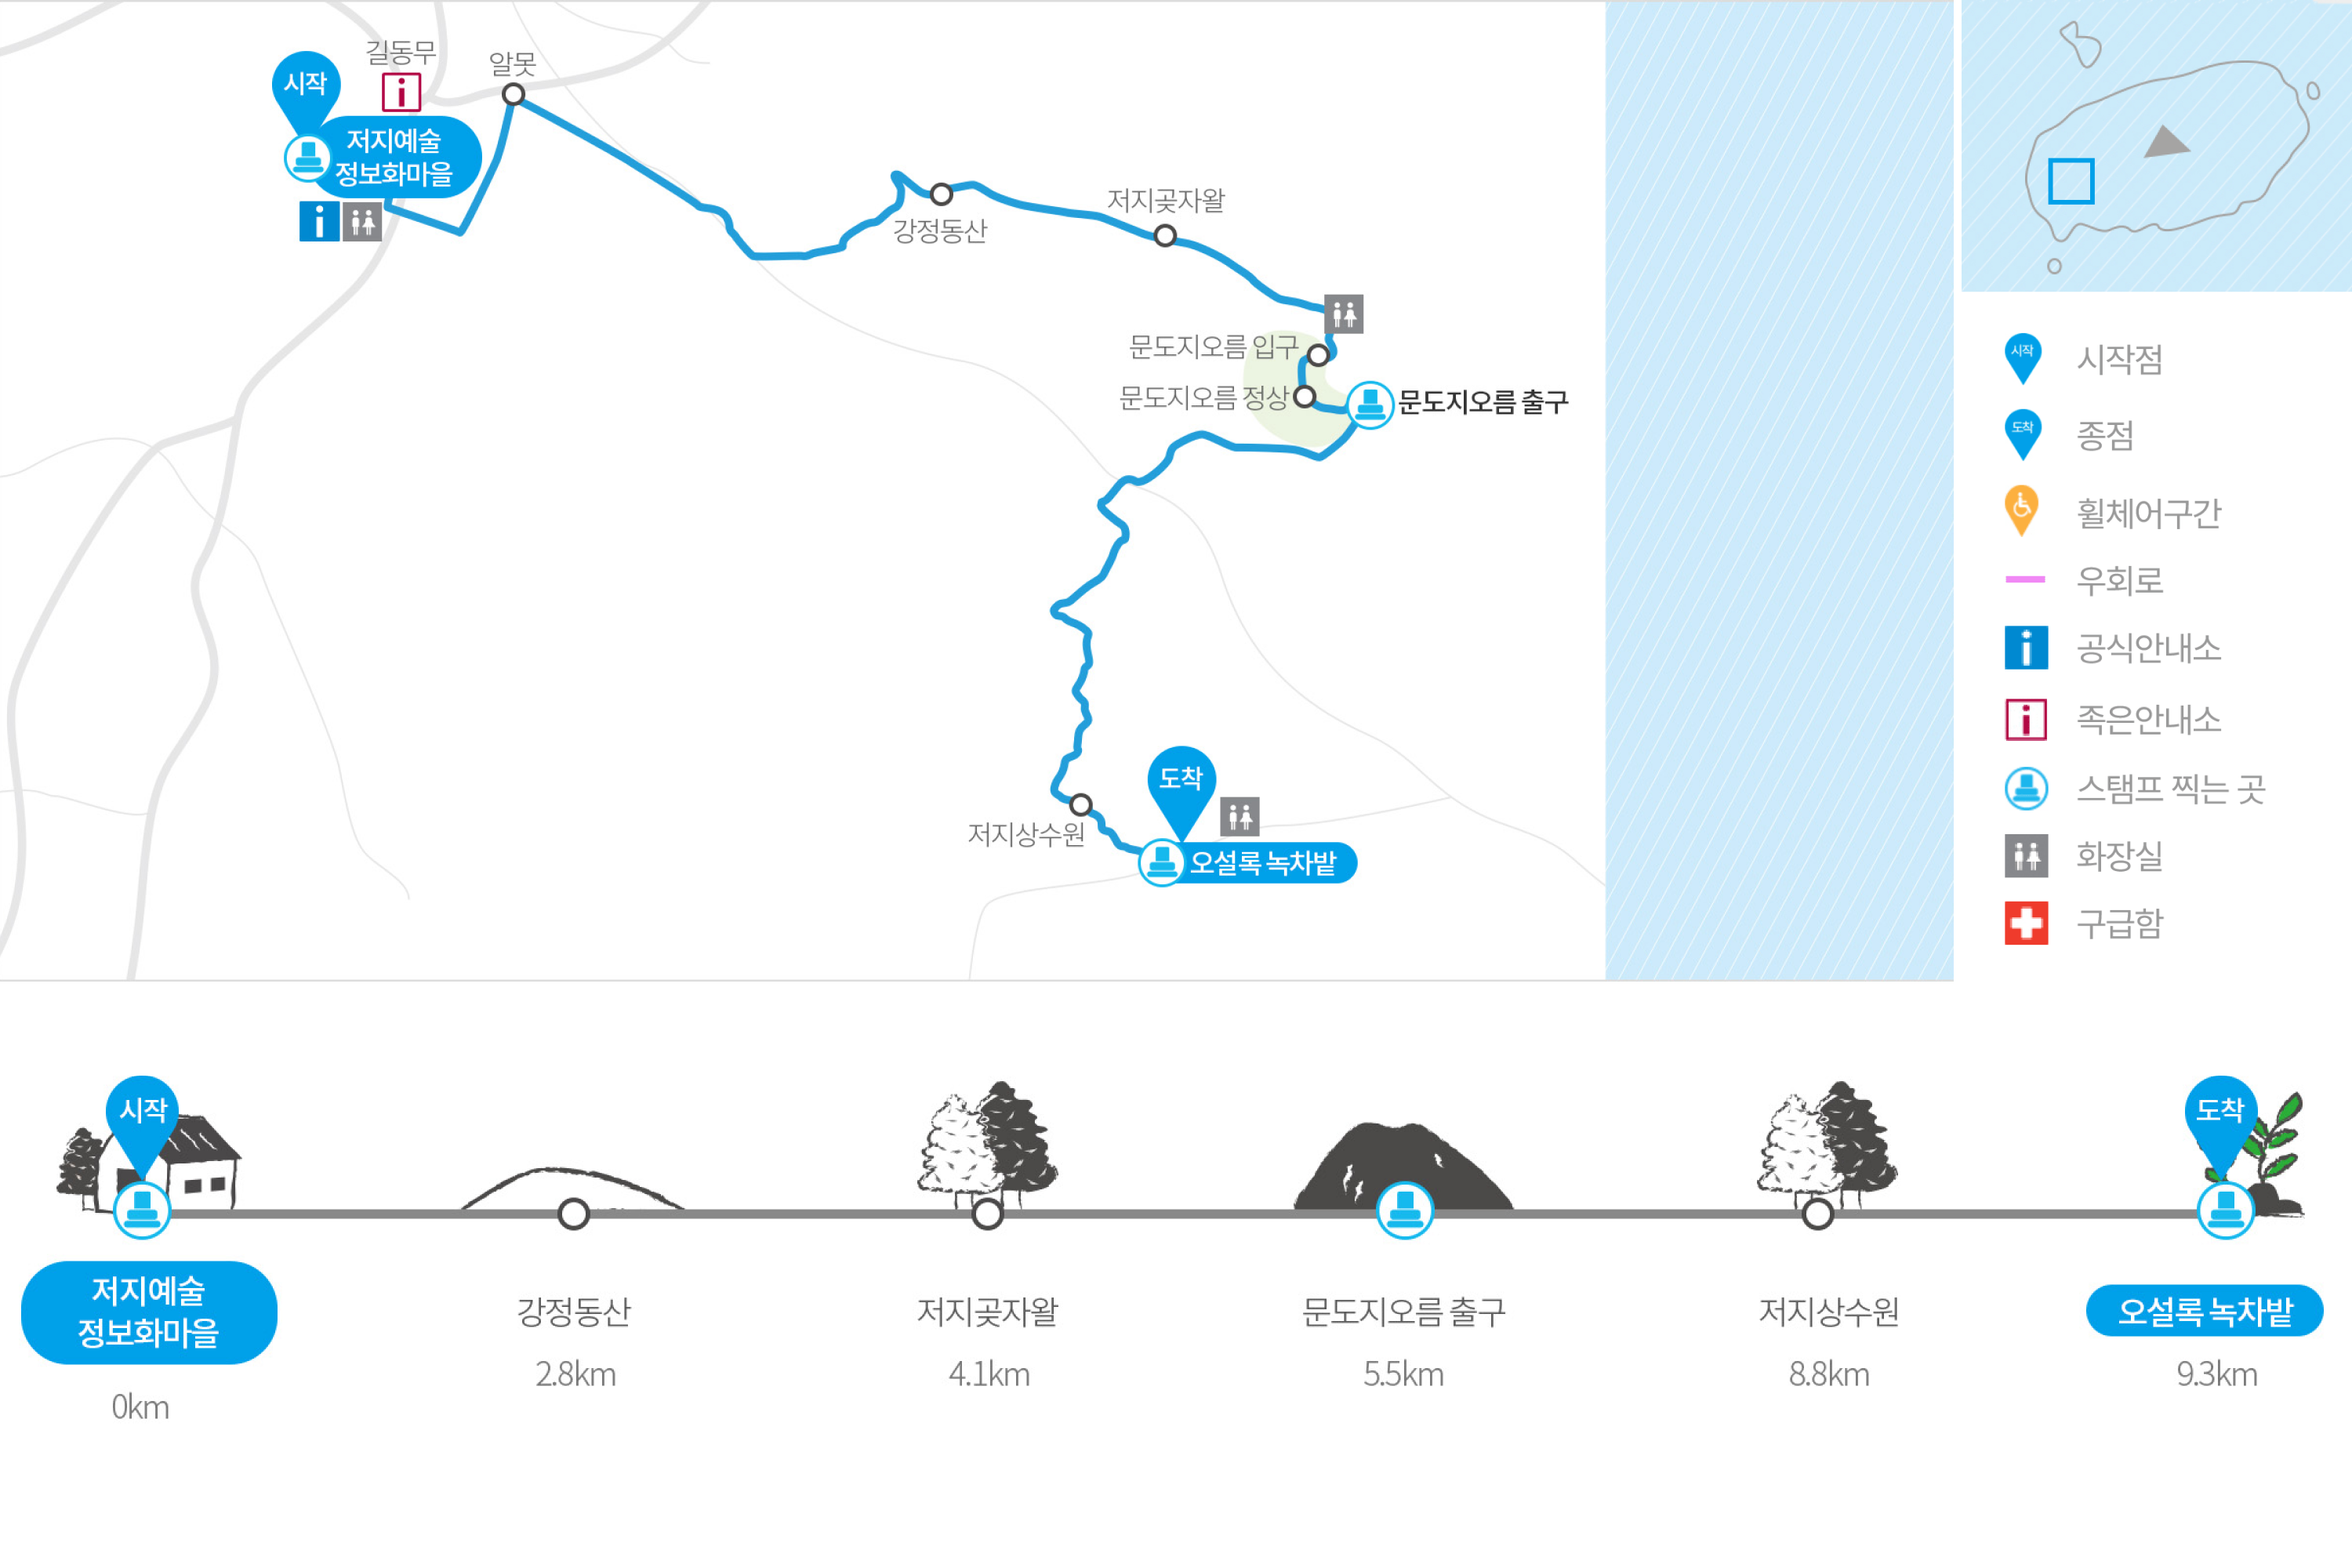 길동무
알못
시작
저지예술
정보화마을
강정동산
저지곶자왈
문도지오름 입구
문도지오름 정상
문도지오름 출구
저지상수원
도착
오설록 녹차밭
시작
시작점
도착
종점
휠체어구간
우회로
공식안내소
족은안내소
스탬프 찍는 곳
화장실
구급함
시작
도착
저지예술
정보화마을
0km
강정동산
2.8km
저지곶자왈
4.1km
문도지오름 출구
5.5km
저지상수원
8.8km
오설록 녹차밭
9.3km